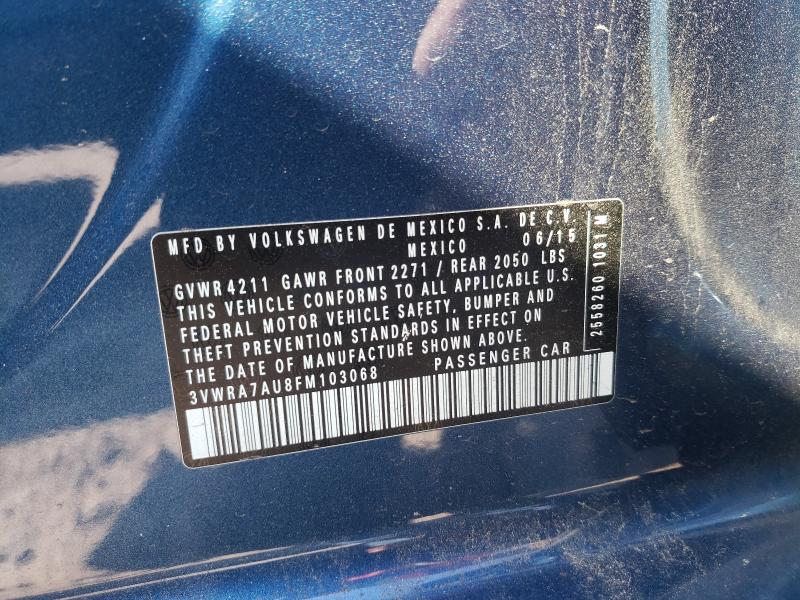 MFD BY VOLKSWAGEN DE MEXICO S.A. DE C.V.
MEXICO 06/15
GVWR 4211 GAWR FRONT 2271 / REAR 2050 LBS
THIS VEHICLE CONFORMS TO ALL APPLICABLE U.S.
FEDERAL MOTOR VEHICLE SAFETY, BUMPER AND
THEFT PREVENTION STANDARDS IN EFFECT ON
THE DATE OF MANUFACTURE SHOWN ABOVE.
3VWRA7AU8FM103068 PASSENGER CAR
2558260 1031 M